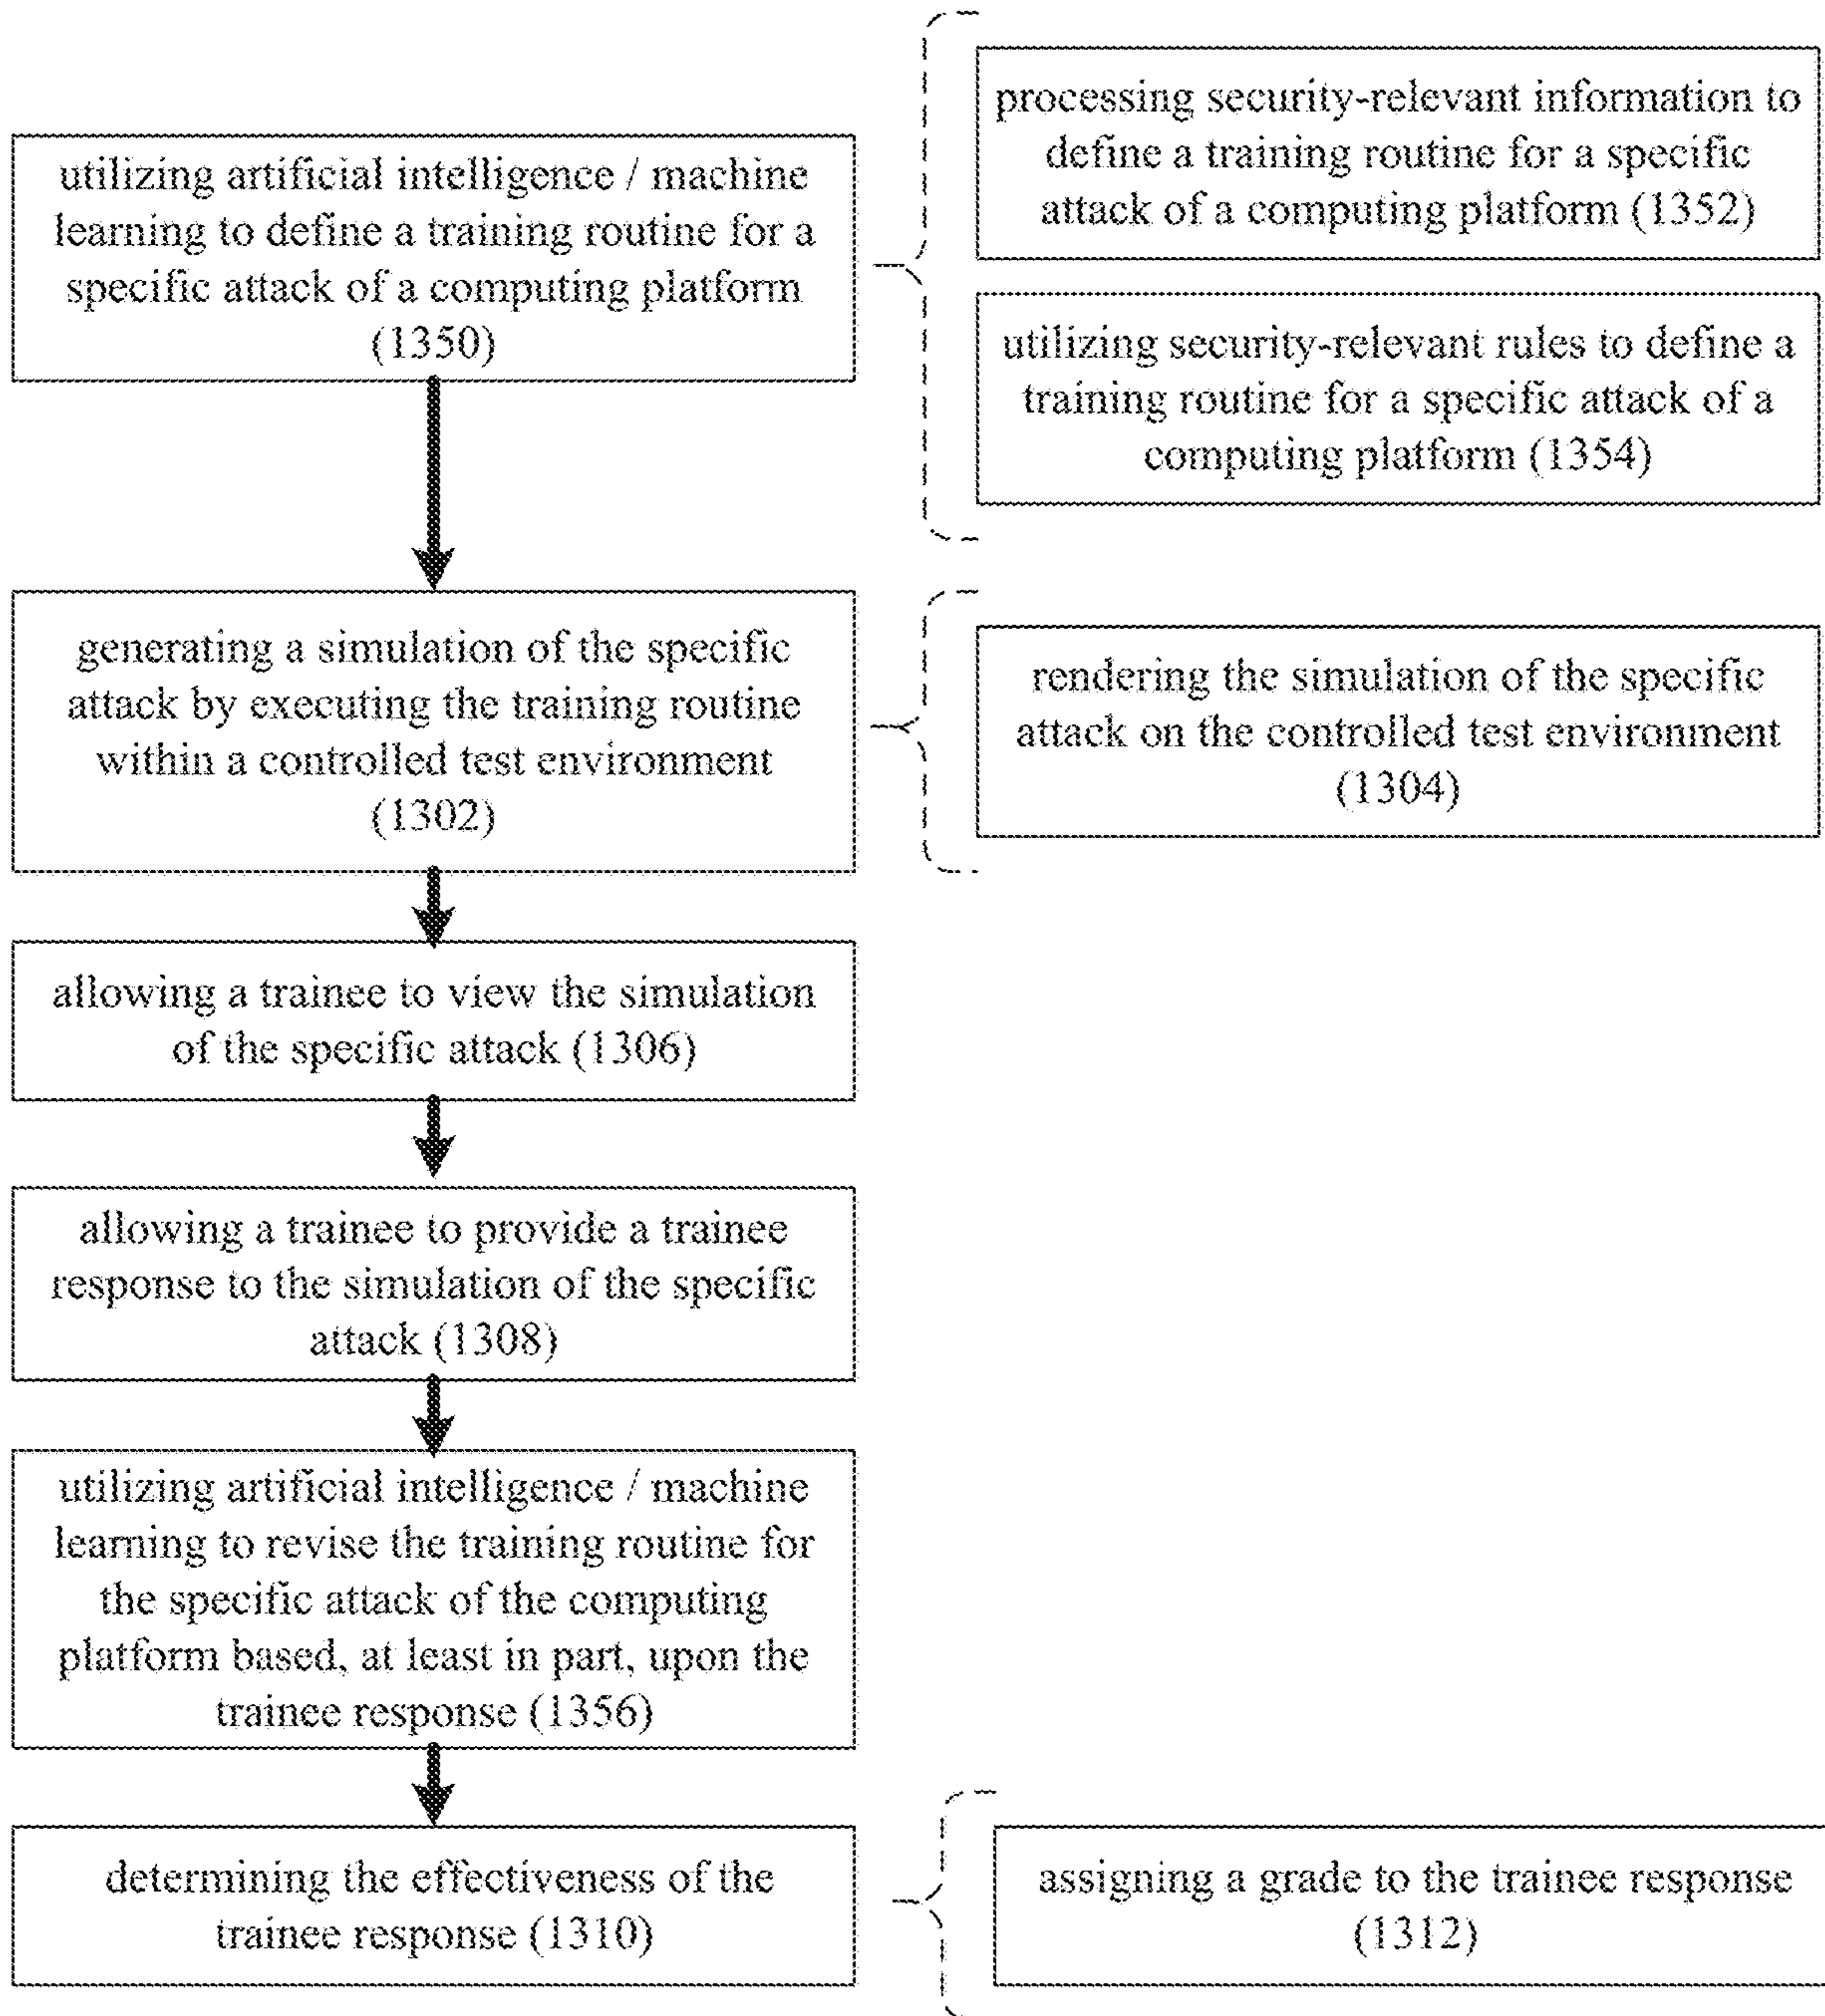 utilizing artificial intelligence / machine
learning to define a training routine for a
specific attack of a computing platform
(1350)
processing security-relevant information to
define a training routine for a specific
attack of a computing platform (1352)
utilizing security-relevant rules to define a
training routine for a specific attack of a
computing platform (1354)
generating a simulation of the specific
attack by executing the training routine
within a controlled test environment
(1302)
rendering the simulation of the specific
attack on the controlled test environment
(1304)
allowing a trainee to view the simulation
of the specific attack (1306)
allowing a trainee to provide a trainee
response to the simulation of the specific
attack (1308)
utilizing artificial intelligence / machine
learning to revise the training routine for
the specific attack of the computing
platform based, at least in part, upon the
trainee response (1356)
determining the effectiveness of the
trainee response (1310)
assigning a grade to the trainee response
(1312)